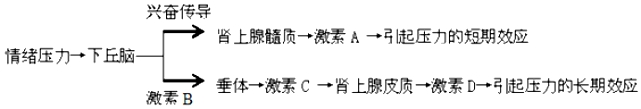 兴奋传导
肾上腺髓质→激素 A →引起压力的短期效应
情绪压力→下丘脑
垂体→激素 C→肾上腺皮质→激素 D→引起压力的长期效应
激素 B